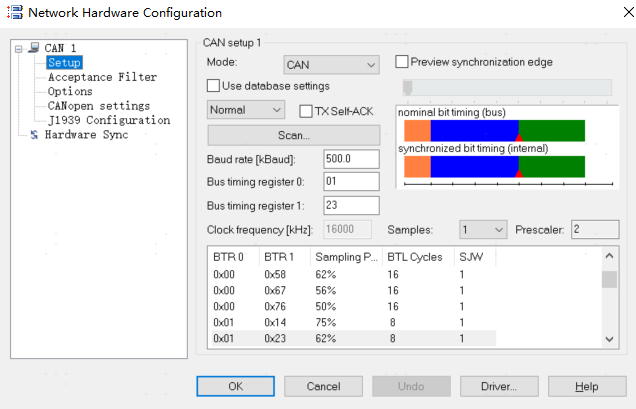 Network Hardware Configuration
CAN 1
Setup
Acceptance Filter
Options
CANopen settings
J1939 Configuration
Hardware Sync
CAN setup 1
Mode: CAN
Preview synchronization edge
Use database settings
Normal TX Self-ACK
Scan...
Baud rate [kBaud]: 500.0
Bus timing register 0: 01
Bus timing register 1: 23
nominal bit timing (bus)
synchronized bit timing (internal)
Clock frequency [kHz]: 16000 Samples: 1 Prescaler: 2
BTR 0 BTR 1 Sampling P... BTL Cycles SJW
0x00 0x58 62% 16 1
0x00 0x67 56% 16 1
0x00 0x76 50% 16 1
0x01 0x14 75% 8 1
0x01 0x23 62% 8 1
OK Cancel Undo Driver... Help